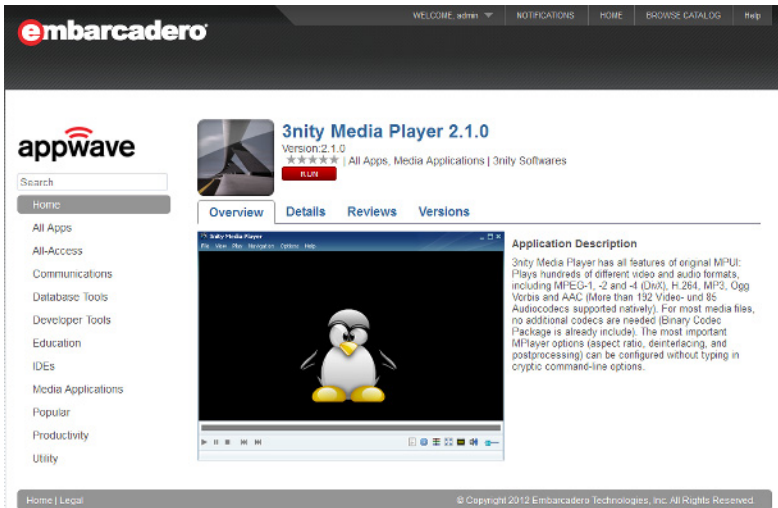 embarcadero
WELCOME, admin
NOTIFICATIONS
HOME
BROWSE CATALOG
Help
appwave
Search
Home
All Apps
All-Access
Communications
Database Tools
Developer Tools
Education
IDEs
Media Applications
Popular
Productivity
Utility
3nity Media Player 2.1.0
Version:2.1.0
| All Apps, Media Applications | 3nity Softwares
RUN
Overview Details Reviews Versions
3nity Media Player
File View Play Navigation Options Help
Application Description
3nity Media Player has all features of original MPUI:
Plays hundreds of different video and audio formats,
including MPEG-1, -2 and -4 (DivX), H.264, MP3, Ogg
Vorbis and AAC (More than 192 Video- und 85
Audiocodecs supported natively). For most media files,
no additional codecs are needed (Binary Codec
Package is already include). The most important
MPlayer options (aspect ratio, deinterlacing, and
postprocessing) can be configured without typing in
cryptic command-line options.
Home | Legal
© Copyright 2012 Embarcadero Technologies, Inc. All Rights Reserved.